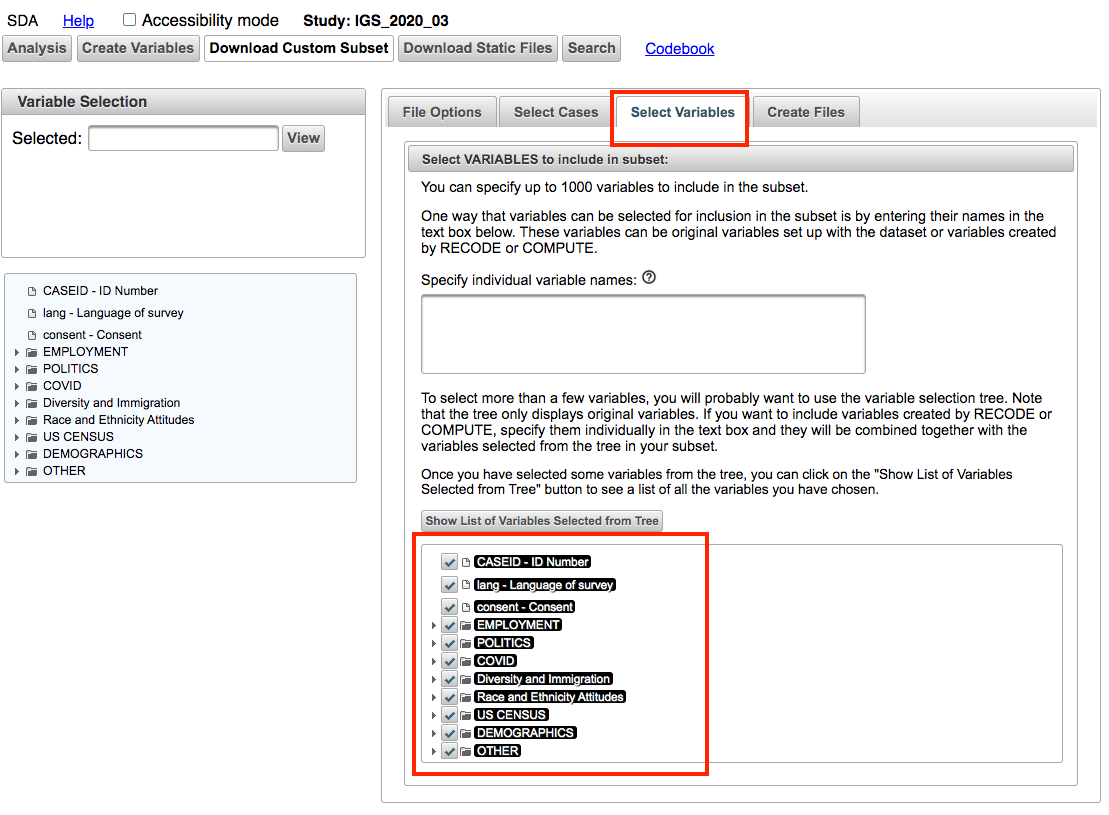 SDA Help Accessibility mode Study: IGS_2020_03
Analysis Create Variables Download Custom Subset Download Static Files Search Codebook
Variable Selection
Selected: View
CASEID - ID Number
lang - Language of survey
consent - Consent
EMPLOYMENT
POLITICS
COVID
Diversity and Immigration
Race and Ethnicity Attitudes
US CENSUS
DEMOGRAPHICS
OTHER
File Options Select Cases Select Variables Create Files
Select VARIABLES to include in subset:
You can specify up to 1000 variables to include in the subset.
One way that variables can be selected for inclusion in the subset is by entering their names in the
text box below. These variables can be original variables set up with the dataset or variables created
by RECODE or COMPUTE.
Specify individual variable names: ?
To select more than a few variables, you will probably want to use the variable selection tree. Note
that the tree only displays original variables. If you want to include variables created by RECODE or
COMPUTE, specify them individually in the text box and they will be combined together with the
variables selected from the tree in your subset.
Once you have selected some variables from the tree, you can click on the "Show List of Variables
Selected from Tree" button to see a list of all the variables you have chosen.
Show List of Variables Selected from Tree
CASEID - ID Number
lang - Language of survey
consent - Consent
EMPLOYMENT
POLITICS
COVID
Diversity and Immigration
Race and Ethnicity Attitudes
US CENSUS
DEMOGRAPHICS
OTHER